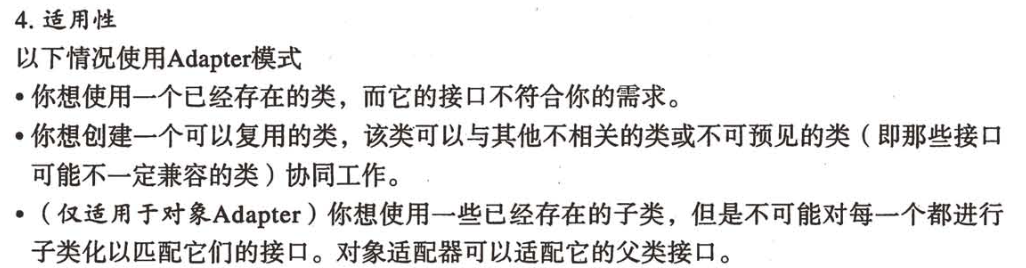 4. 适用性
以下情况使用Adapter模式
• 你想使用一个已经存在的类，而它的接口不符合你的需求。
• 你想创建一个可以复用的类，该类可以与其他不相关的类或不可预见的类（即那些接口
可能不一定兼容的类）协同工作。
• （仅适用于对象Adapter）你想使用一些已经存在的子类，但是不可能对每一个都进行
子类化以匹配它们的接口。对象适配器可以适配它的父类接口。